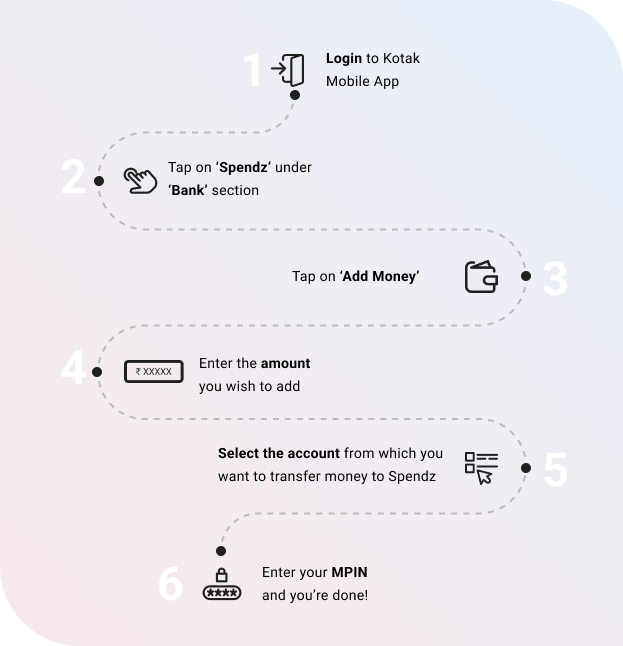 1
Login to Kotak
Mobile App
2
Tap on ‘Spendz’ under
‘Bank’ section
Tap on ‘Add Money’
3
4
₹ XXXXX
Enter the amount
you wish to add
Select the account from which you
want to transfer money to Spendz
5
6
****
Enter your MPIN
and you’re done!